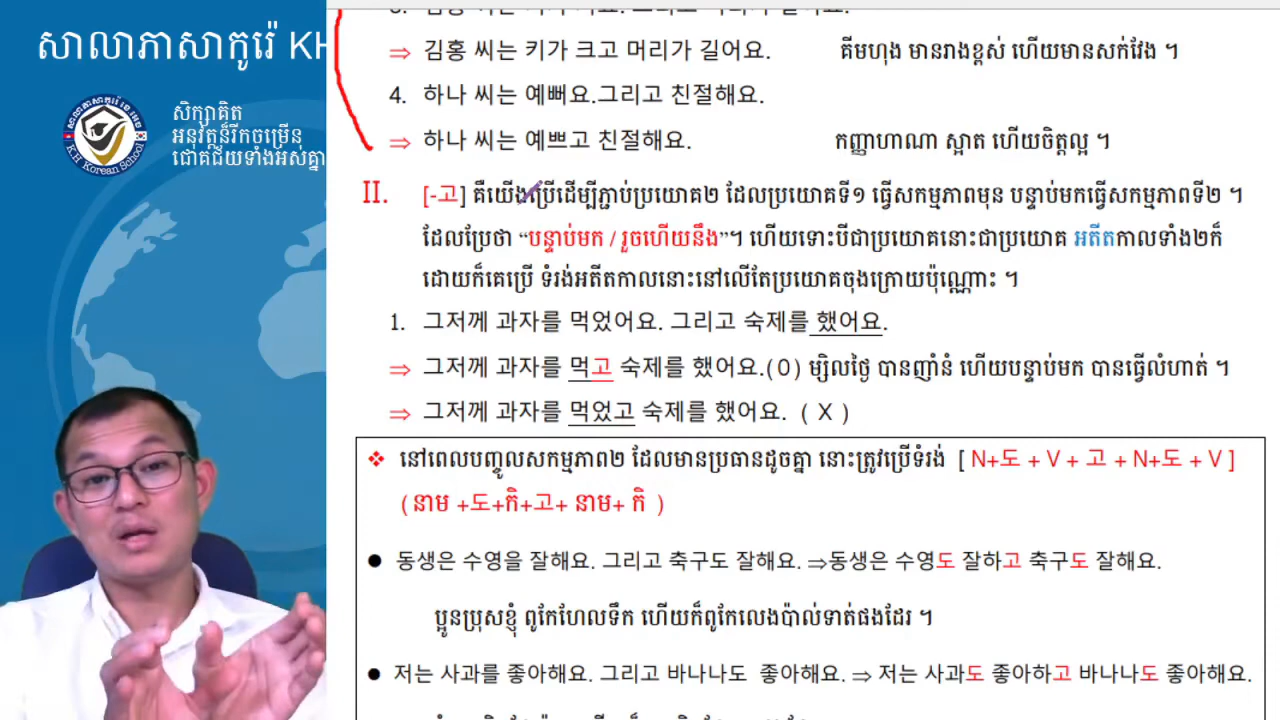 សាលាភាសាកូរ៉េ KH
សិក្សាគិត
អនុវត្តន៍រីកចម្រើន
ជោគជ័យទាំងអស់គ្នា
K.H Korean School
⇒ 김홍 씨는 키가 크고 머리가 길어요. គីមហុង មានរាងខ្ពស់ ហើយមានសក់វែង ។
4. 하나 씨는 예뻐요.그리고 친절해요.
⇒ 하나 씨는 예쁘고 친절해요. កញ្ញាហាណា ស្អាត ហើយចិត្តល្អ ។
II. [-고] គឺយើងប្រើដើម្បីភ្ជាប់ប្រយោគ២ ដែលប្រយោគទី១ ធ្វើសកម្មភាពមុន បន្ទាប់មកធ្វើសកម្មភាពទី២ ។
ដែលប្រែថា “បន្ទាប់មក / រួចហើយនឹង”។ ហើយទោះបីជាប្រយោគនោះជាប្រយោគ អតីតកាលទាំង២ក៏
ដោយក៏គេប្រើ ទំរង់អតីតកាលនោះនៅលើតែប្រយោគចុងក្រោយប៉ុណ្ណោះ ។
1. 그저께 과자를 먹었어요. 그리고 숙제를 했어요.
⇒ 그저께 과자를 먹고 숙제를 했어요.( O ) ម្សិលថ្ងៃ បានញ៉ាំនំ ហើយបន្ទាប់មក បានធ្វើលំហាត់ ។
⇒ 그저께 과자를 먹었고 숙제를 했어요. ( X )
❖ នៅពេលបញ្ចូលសកម្មភាព២ ដែលមានប្រធានដូចគ្នា នោះត្រូវប្រើទំរង់ [ N+도 + V + 고 + N+도 + V ]
( នាម +도+កិ+고+ នាម+ កិ )
● 동생은 수영을 잘해요. 그리고 축구도 잘해요. ⇒동생은 수영도 잘하고 축구도 잘해요.
ប្អូនប្រុសខ្ញុំ ពូកែហែលទឹក ហើយក៏ពូកែលេងបាល់ទាត់ផងដែរ ។
● 저는 사과를 좋아해요. 그리고 바나나도 좋아해요. ⇒ 저는 사과도 좋아하고 바나나도 좋아해요.